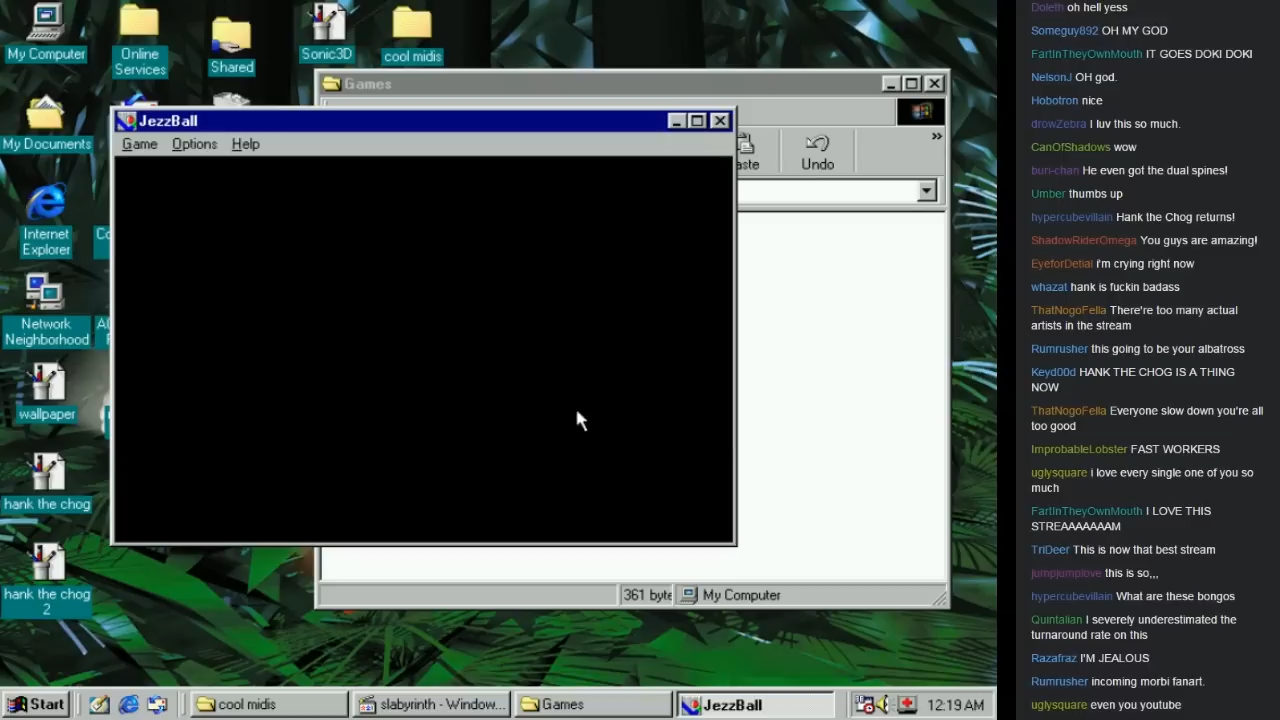 My Computer
Online
Services
Shared
Sonic3D
cool midis
Games
JezzBall
Game Options Help
Undo
»
My Documents
Internet
Explorer
Network
Neighborhood
wallpaper
hank the chog
hank the chog
2
361 byte
My Computer
Start
cool midis
slabyrinth - Window...
Games
JezzBall
12:19 AM
Doleth oh hell yess
Someguy892 OH MY GOD
FartInTheyOwnMouth IT GOES DOKI DOKI
NelsonJ OH god.
Hobotron nice
drowZebra I luv this so much.
CanOfShadows wow
buri-chan He even got the dual spines!
Umber thumbs up
hypercubevillain Hank the Chog returns!
ShadowRiderOmega You guys are amazing!
EyeforDetial i'm crying right now
whazat hank is fuckin badass
ThatNogoFella There're too many actual
artists in the stream
Rumrusher this going to be your albatross
Keyd00d HANK THE CHOG IS A THING
NOW
ThatNogoFella Everyone slow down you're all
too good
ImprobableLobster FAST WORKERS
uglysquare i love every single one of you so
much
FartInTheyOwnMouth I LOVE THIS
STREAAAAAAM
TriDeer This is now that best stream
jumpjumplove this is so,,,
hypercubevillain What are these bongos
Quintalian I severely underestimated the
turnaround rate on this
Razafraz I'M JEALOUS
Rumrusher incoming morbi fanart.
uglysquare even you youtube